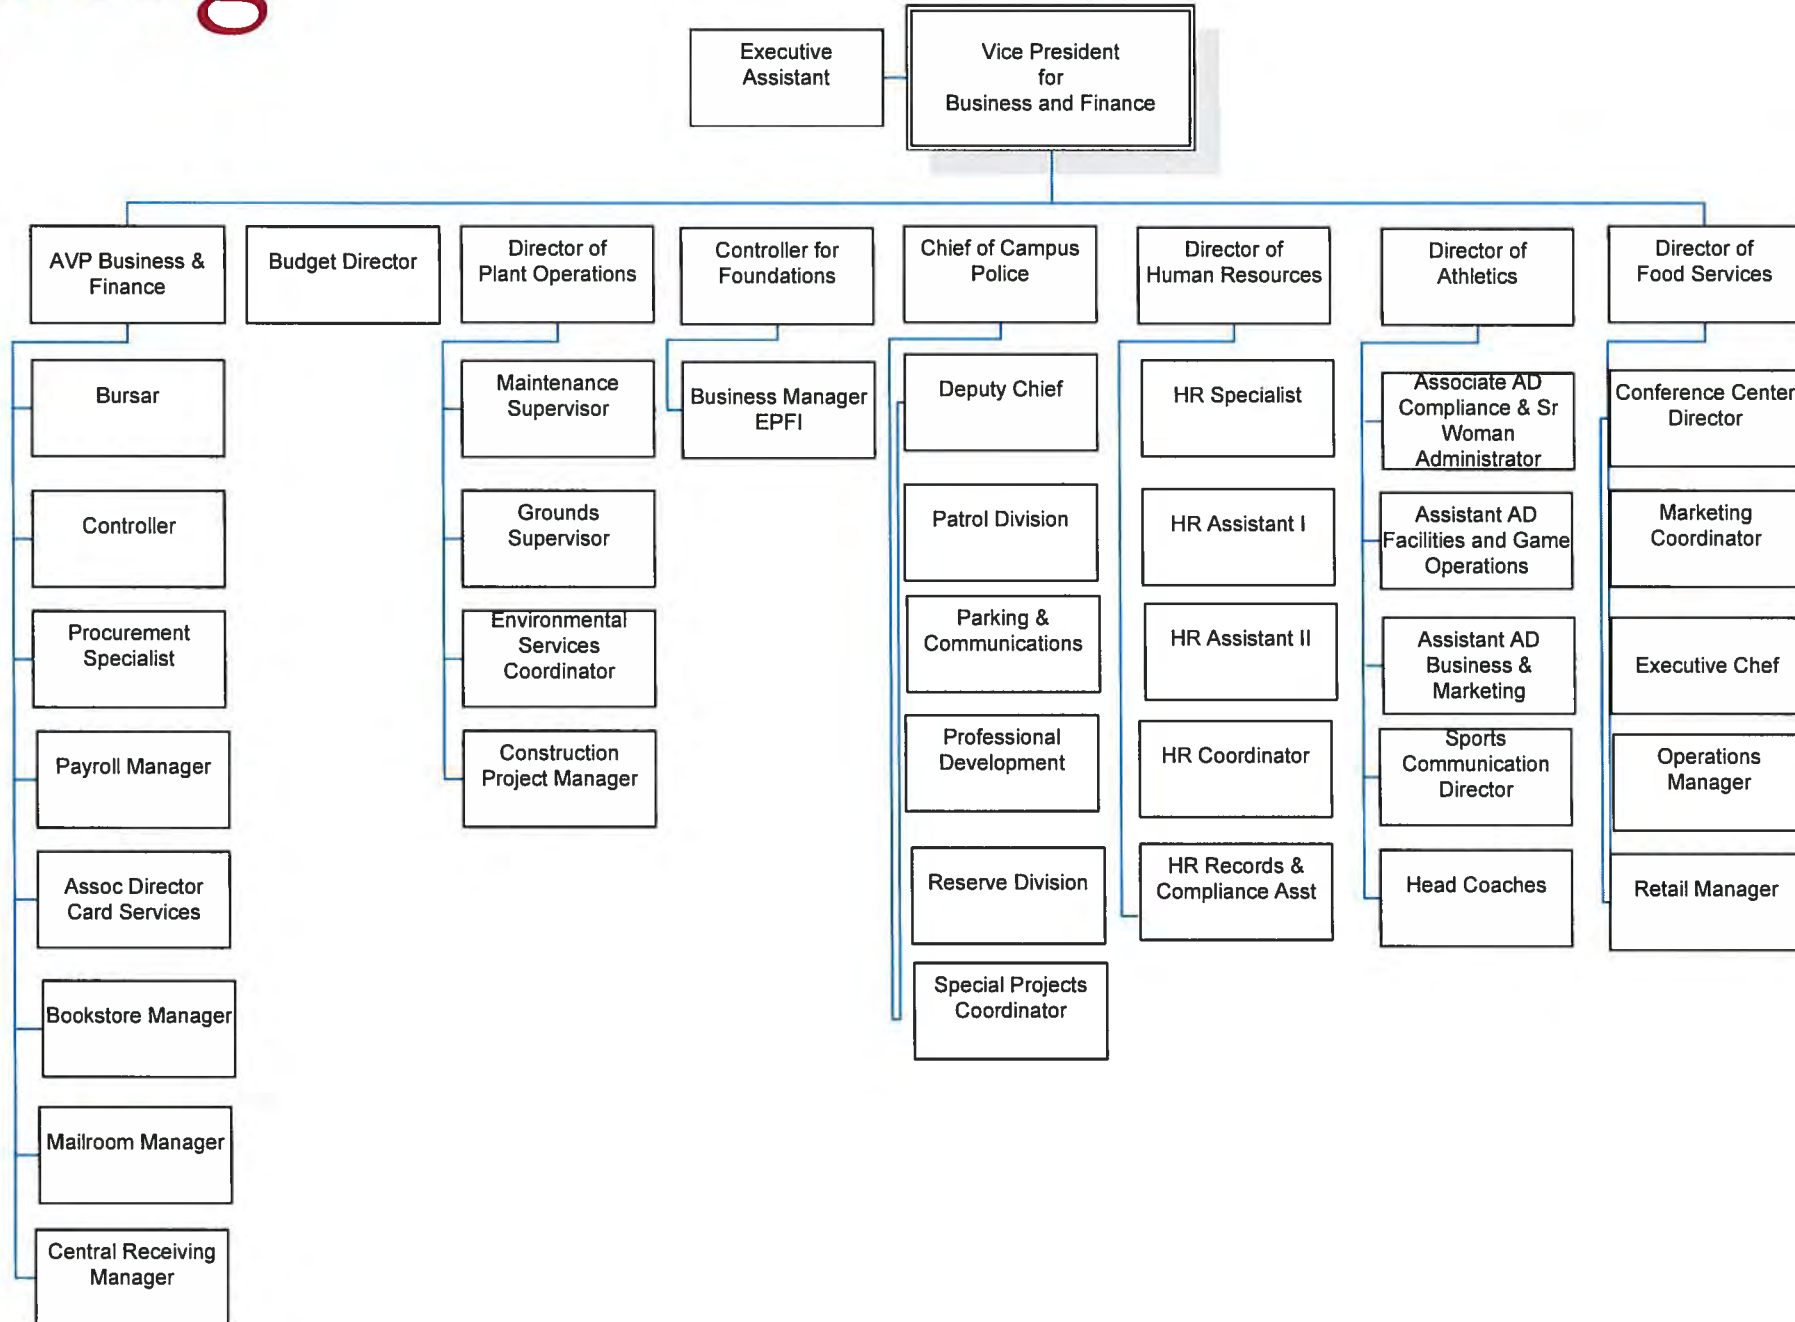 Executive
Assistant
Vice President
for
Business and Finance
AVP Business &
Finance
Budget Director
Director of
Plant Operations
Controller for
Foundations
Chief of Campus
Police
Director of
Human Resources
Director of
Athletics
Director of
Food Services
Bursar
Controller
Procurement
Specialist
Payroll Manager
Assoc Director
Card Services
Bookstore Manager
Mailroom Manager
Central Receiving
Manager
Maintenance
Supervisor
Grounds
Supervisor
Environmental
Services
Coordinator
Construction
Project Manager
Business Manager
EPFI
Deputy Chief
Patrol Division
Parking &
Communications
Professional
Development
Reserve Division
Special Projects
Coordinator
HR Specialist
HR Assistant I
HR Assistant II
HR Coordinator
HR Records &
Compliance Asst
Associate AD
Compliance & Sr
Woman
Administrator
Assistant AD
Facilities and Game
Operations
Assistant AD
Business &
Marketing
Sports
Communication
Director
Head Coaches
Conference Center
Director
Marketing
Coordinator
Executive Chef
Operations
Manager
Retail Manager